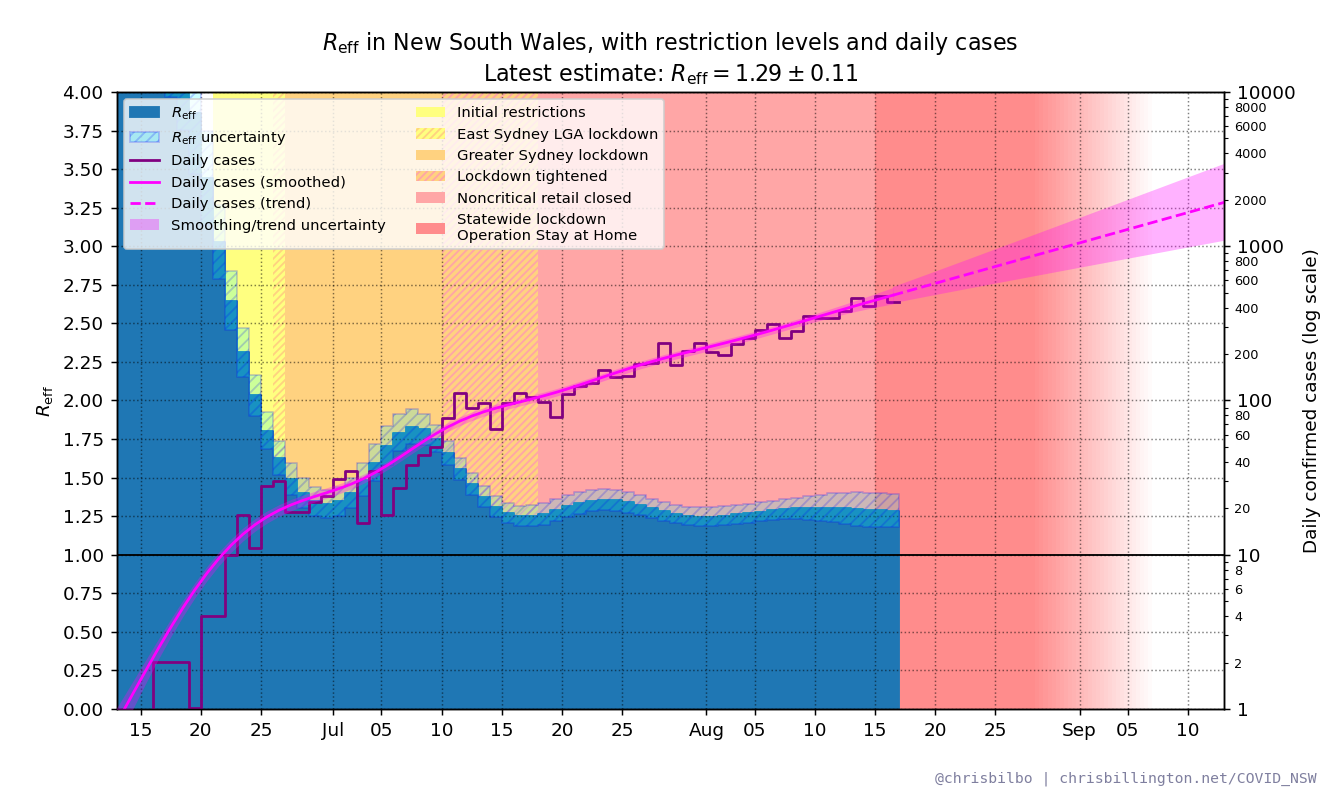 R_eff in New South Wales, with restriction levels and daily cases
Latest estimate: R_eff = 1.29 ± 0.11
R_eff
R_eff uncertainty
Daily cases
Daily cases (smoothed)
Daily cases (trend)
Smoothing/trend uncertainty
Initial restrictions
East Sydney LGA lockdown
Greater Sydney lockdown
Lockdown tightened
Noncritical retail closed
Statewide lockdown
Operation Stay at Home
R_eff
4.00
3.75
3.50
3.25
3.00
2.75
2.50
2.25
2.00
1.75
1.50
1.25
1.00
0.75
0.50
0.25
0.00
10000
8000
6000
4000
2000
1000
800
600
400
200
100
80
60
40
20
10
8
6
4
2
1
Daily confirmed cases (log scale)
15 20 25 Jul 05 10 15 20 25 Aug 05 10 15 20 25 Sep 05 10
@chrisbilbo | chrisbillington.net/COVID_NSW